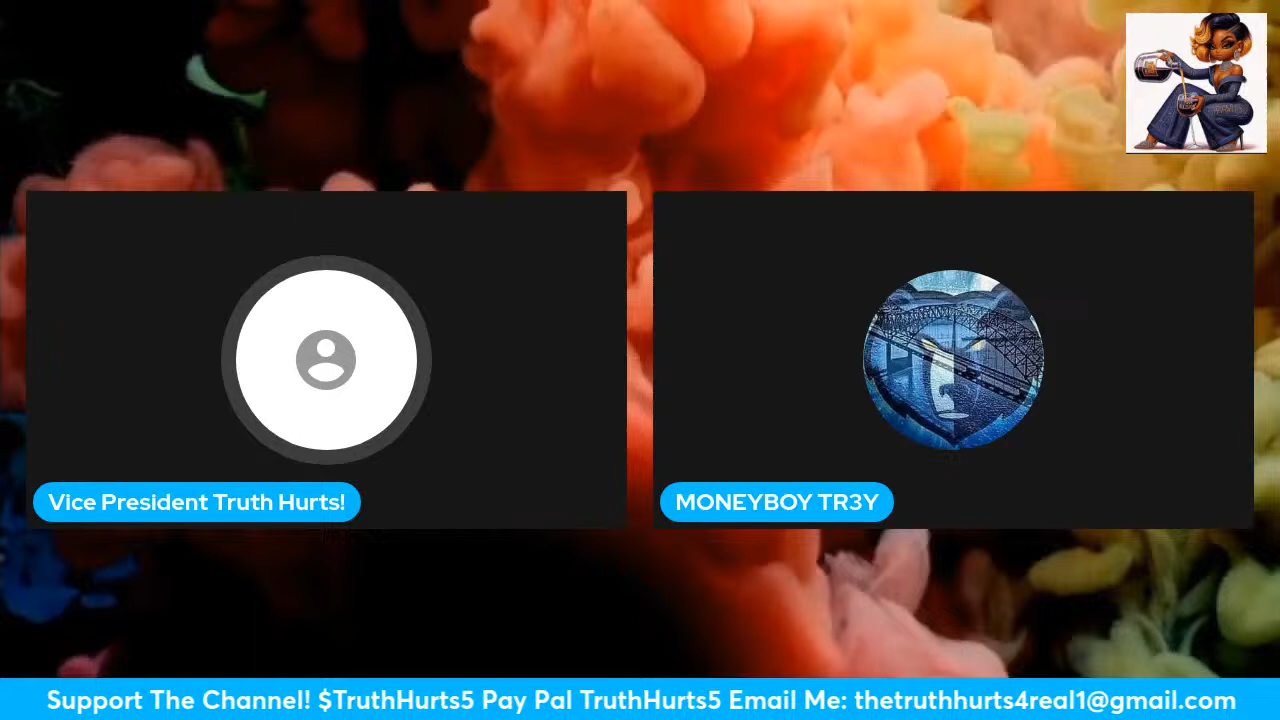 Vice President Truth Hurts!
MONEYBOY TR3Y
Support The Channel! $TruthHurts5 Pay Pal TruthHurts5 Email Me: thetruthhurts4real1@gmail.com